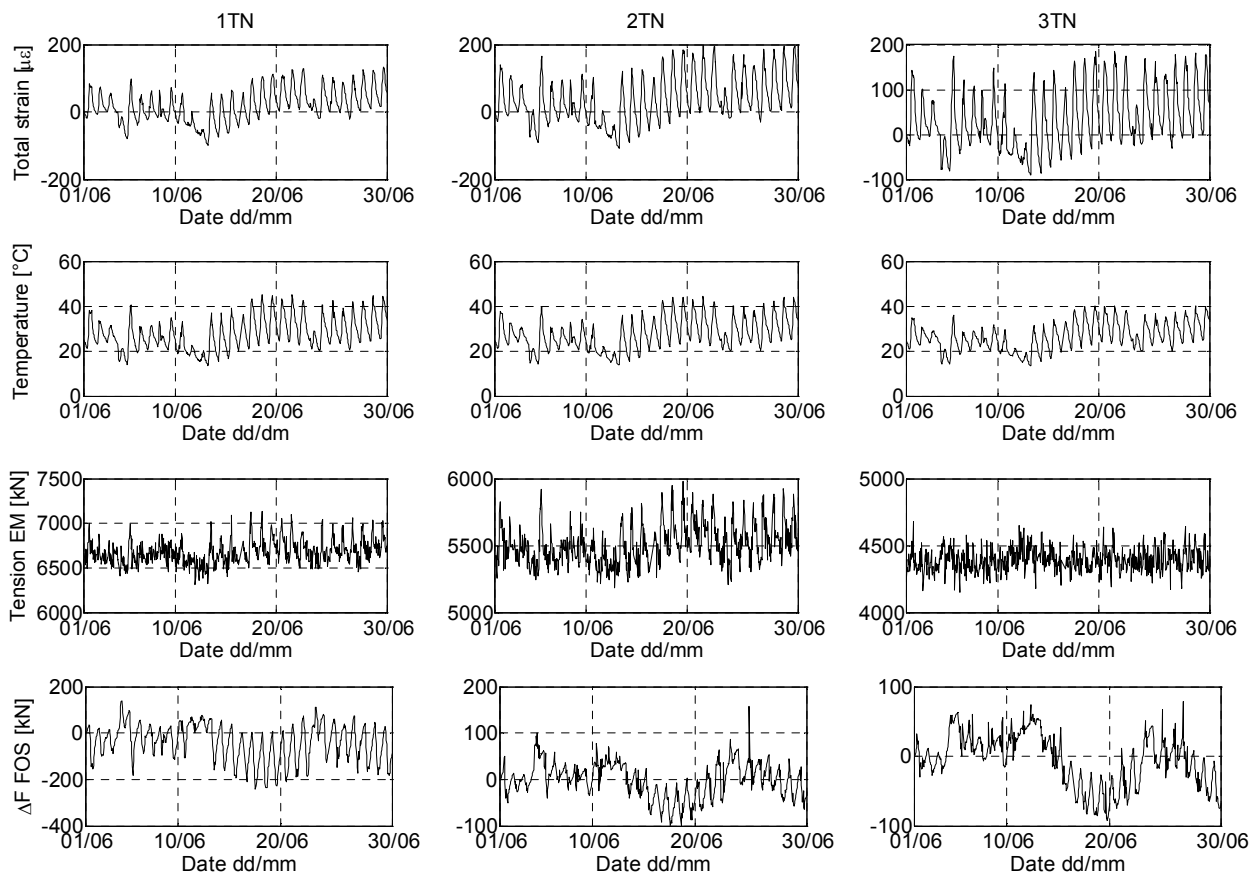 1TN 2TN 3TN
Total strain [µε]
200
0
-200
01/06 10/06 20/06 30/06
Date dd/mm
200
0
-200
01/06 10/06 20/06 30/06
Date dd/mm
200
100
0
-100
01/06 10/06 20/06 30/06
Date dd/mm
Temperature [°C]
60
40
20
0
01/06 10/06 20/06 30/06
Date dd/dm
60
40
20
0
01/06 10/06 20/06 30/06
Date dd/mm
60
40
20
0
01/06 10/06 20/06 30/06
Date dd/mm
Tension EM [kN]
7500
7000
6500
6000
01/06 10/06 20/06 30/06
Date dd/mm
6000
5500
5000
01/06 10/06 20/06 30/06
Date dd/mm
5000
4500
4000
01/06 10/06 20/06 30/06
Date dd/mm
ΔF FOS [kN]
200
0
-200
-400
01/06 10/06 20/06 30/06
Date dd/mm
200
100
0
-100
01/06 10/06 20/06 30/06
Date dd/mm
100
0
-100
01/06 10/06 20/06 30/06
Date dd/mm